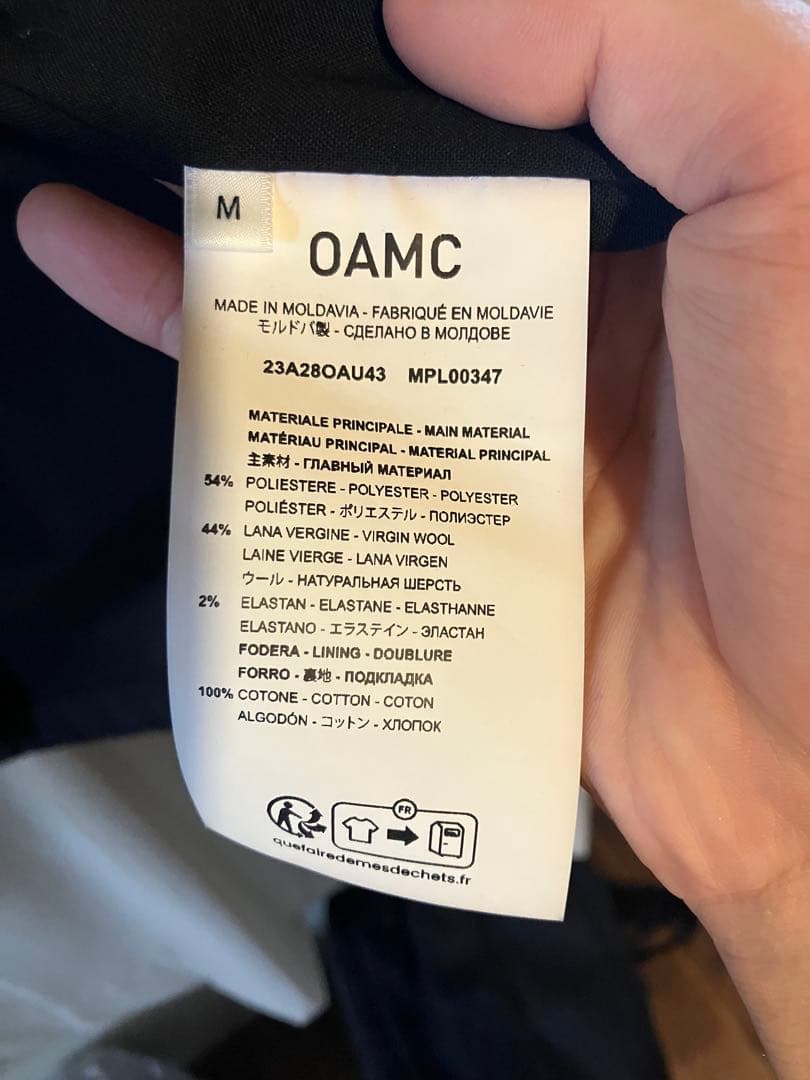 M
OAMC
MADE IN MOLDAVIA - FABRIQUÉ EN MOLDAVIE
モルドバ製 - СДЕЛАНО В МОЛДОВЕ
23A28OAU43 MPL00347
MATERIALE PRINCIPALE - MAIN MATERIAL
MATÉRIAU PRINCIPAL - MATERIAL PRINCIPAL
主素材 - ГЛАВНЫЙ МАТЕРИАЛ
54% POLIESTERE - POLYESTER - POLYESTER
POLIÉSTER - ポリエステル - ПОЛИЭСТЕР
44% LANA VERGINE - VIRGIN WOOL
LAINE VIERGE - LANA VIRGEN
ウール - НАТУРАЛЬНАЯ ШЕРСТЬ
2% ELASTAN - ELASTANE - ELASTHANNE
ELASTANO - エラステイン - ЭЛАСТАН
FODERA - LINING - DOUBLURE
FORRO - 裏地 - ПОДКЛАДКА
100% COTONE - COTTON - COTON
ALGODÓN - コットン - ХЛОПОК
FR
quefairedemesdechets.fr